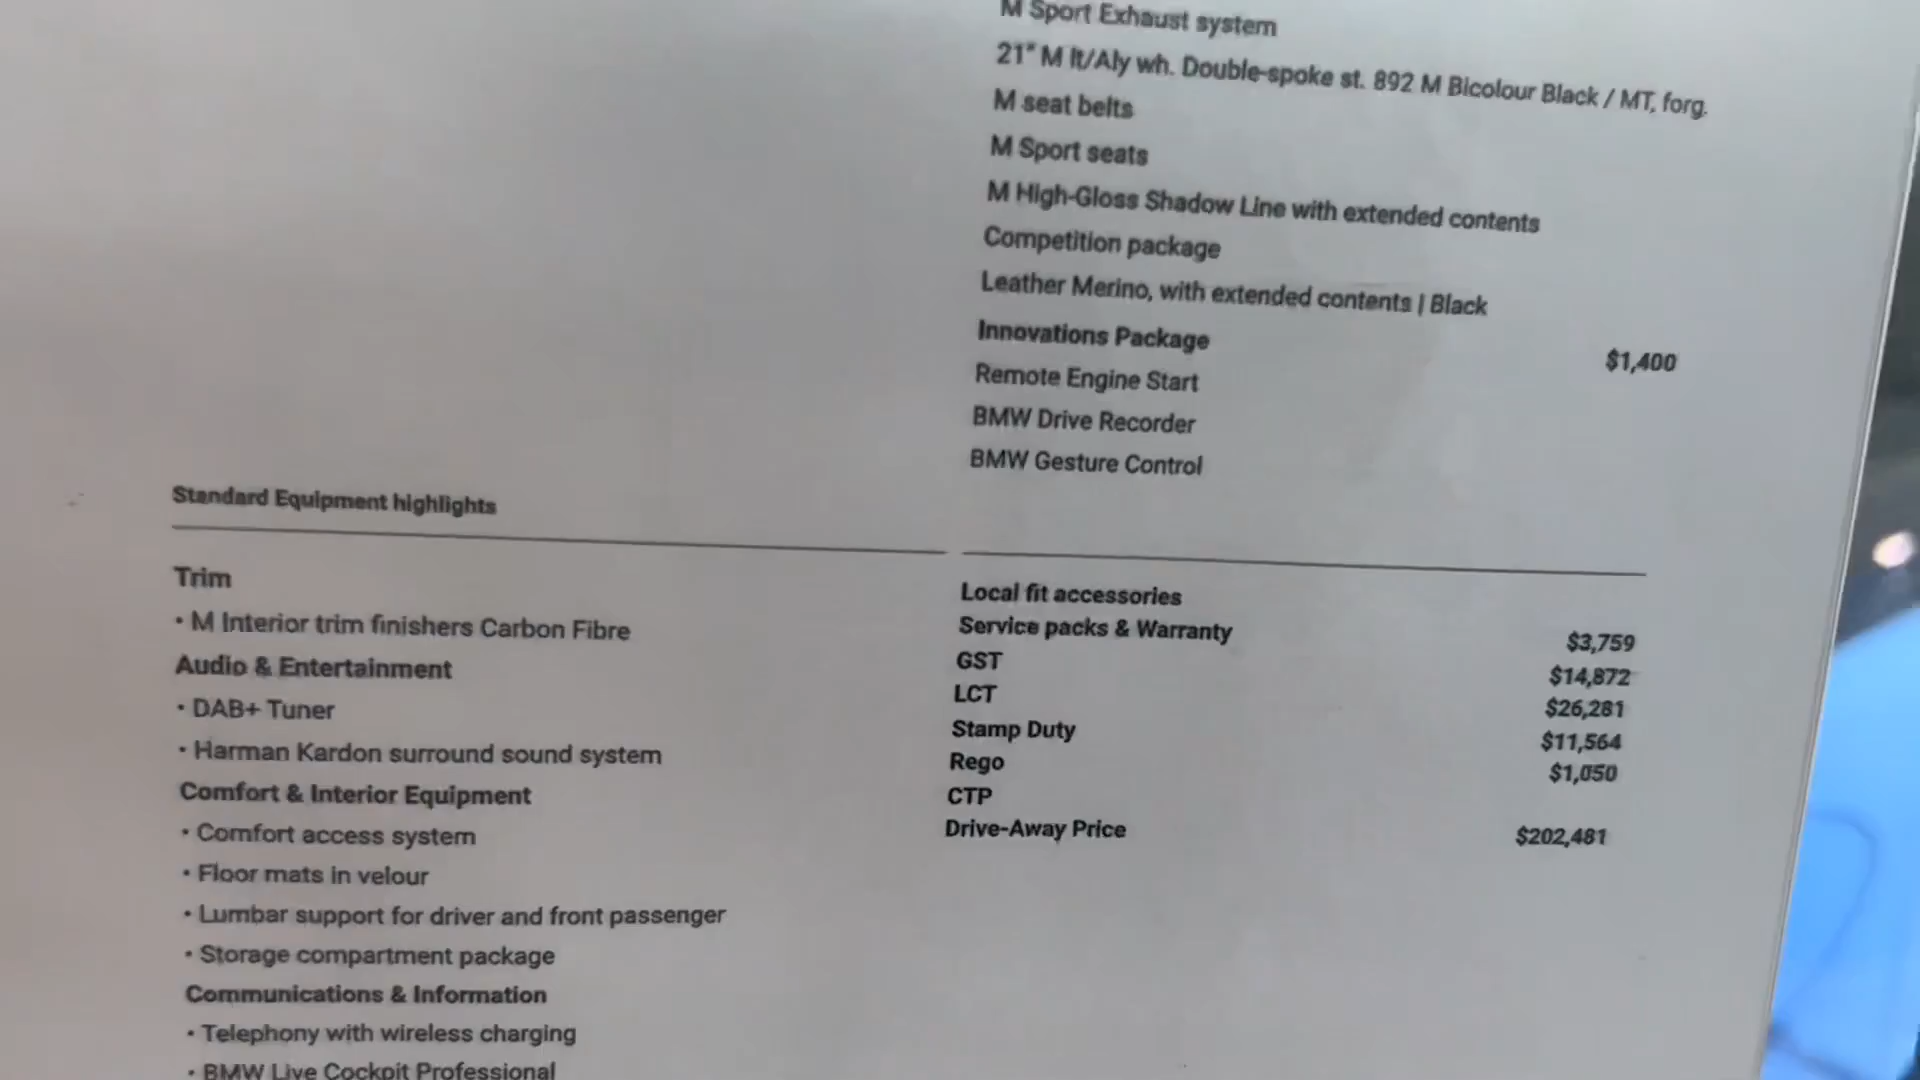 M Sport Exhaust system
21" M lt/Aly wh. Double-spoke st. 892 M Bicolour Black / MT, forg.
M seat belts
M Sport seats
M High-Gloss Shadow Line with extended contents
Competition package
Leather Merino, with extended contents | Black
Innovations Package $1,400
Remote Engine Start
BMW Drive Recorder
BMW Gesture Control
Standard Equipment highlights
Trim
• M Interior trim finishers Carbon Fibre
Audio & Entertainment
• DAB+ Tuner
• Harman Kardon surround sound system
Comfort & Interior Equipment
• Comfort access system
• Floor mats in velour
• Lumbar support for driver and front passenger
• Storage compartment package
Communications & Information
• Telephony with wireless charging
• BMW Live Cockpit Professional
Local fit accessories
Service packs & Warranty $3,759
GST $14,872
LCT $26,281
Stamp Duty $11,564
Rego $1,050
CTP
Drive-Away Price $202,481